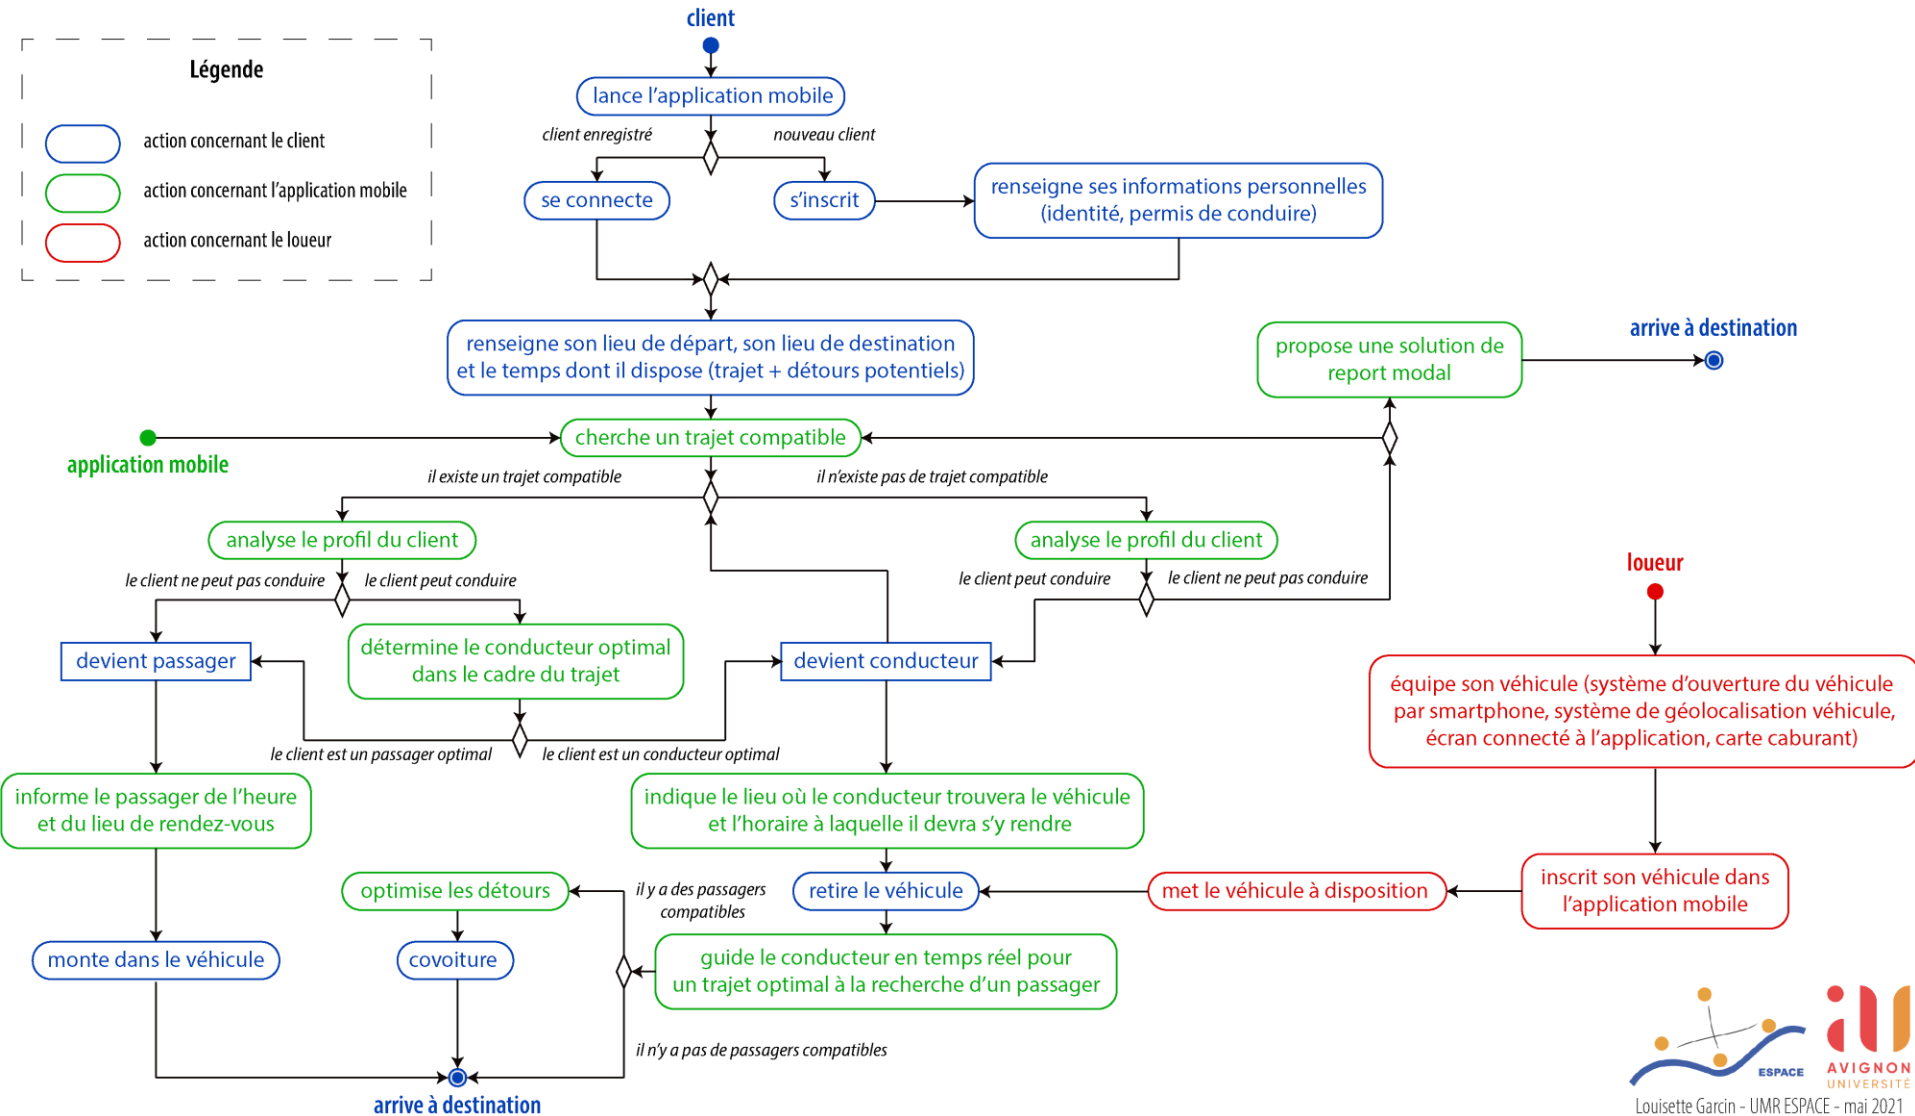 client
Légende
lance l'application mobile
client enregistré
nouveau client
action concernant le client
action concernant l'application mobile
action concernant le loueur
se connecte
s'inscrit
renseigne ses informations personnelles
(identité, permis de conduire)
renseigne son lieu de départ, son lieu de destination
et le temps dont il dispose (trajet + détours potentiels)
propose une solution de
report modal
arrive à destination
application mobile
cherche un trajet compatible
il existe un trajet compatible
il n'existe pas de trajet compatible
analyse le profil du client
analyse le profil du client
le client ne peut pas conduire
le client peut conduire
le client peut conduire
le client ne peut pas conduire
loueur
devient passager
détermine le conducteur optimal
dans le cadre du trajet
devient conducteur
équipe son véhicule (système d'ouverture du véhicule
par smartphone, système de géolocalisation véhicule,
écran connecté à l'application, carte caburant)
le client est un passager optimal
le client est un conducteur optimal
informe le passager de l'heure
et du lieu de rendez-vous
indique le lieu où le conducteur trouvera le véhicule
et l'horaire à laquelle il devra s'y rendre
optimise les détours
il y a des passagers
compatibles
retire le véhicule
met le véhicule à disposition
inscrit son véhicule dans
l'application mobile
monte dans le véhicule
covoiture
guide le conducteur en temps réel pour
un trajet optimal à la recherche d'un passager
il n'y a pas de passagers compatibles
arrive à destination
ESPACE
AVIGNON
UNIVERSITÉ
Louisette Garcin - UMR ESPACE - mai 2021